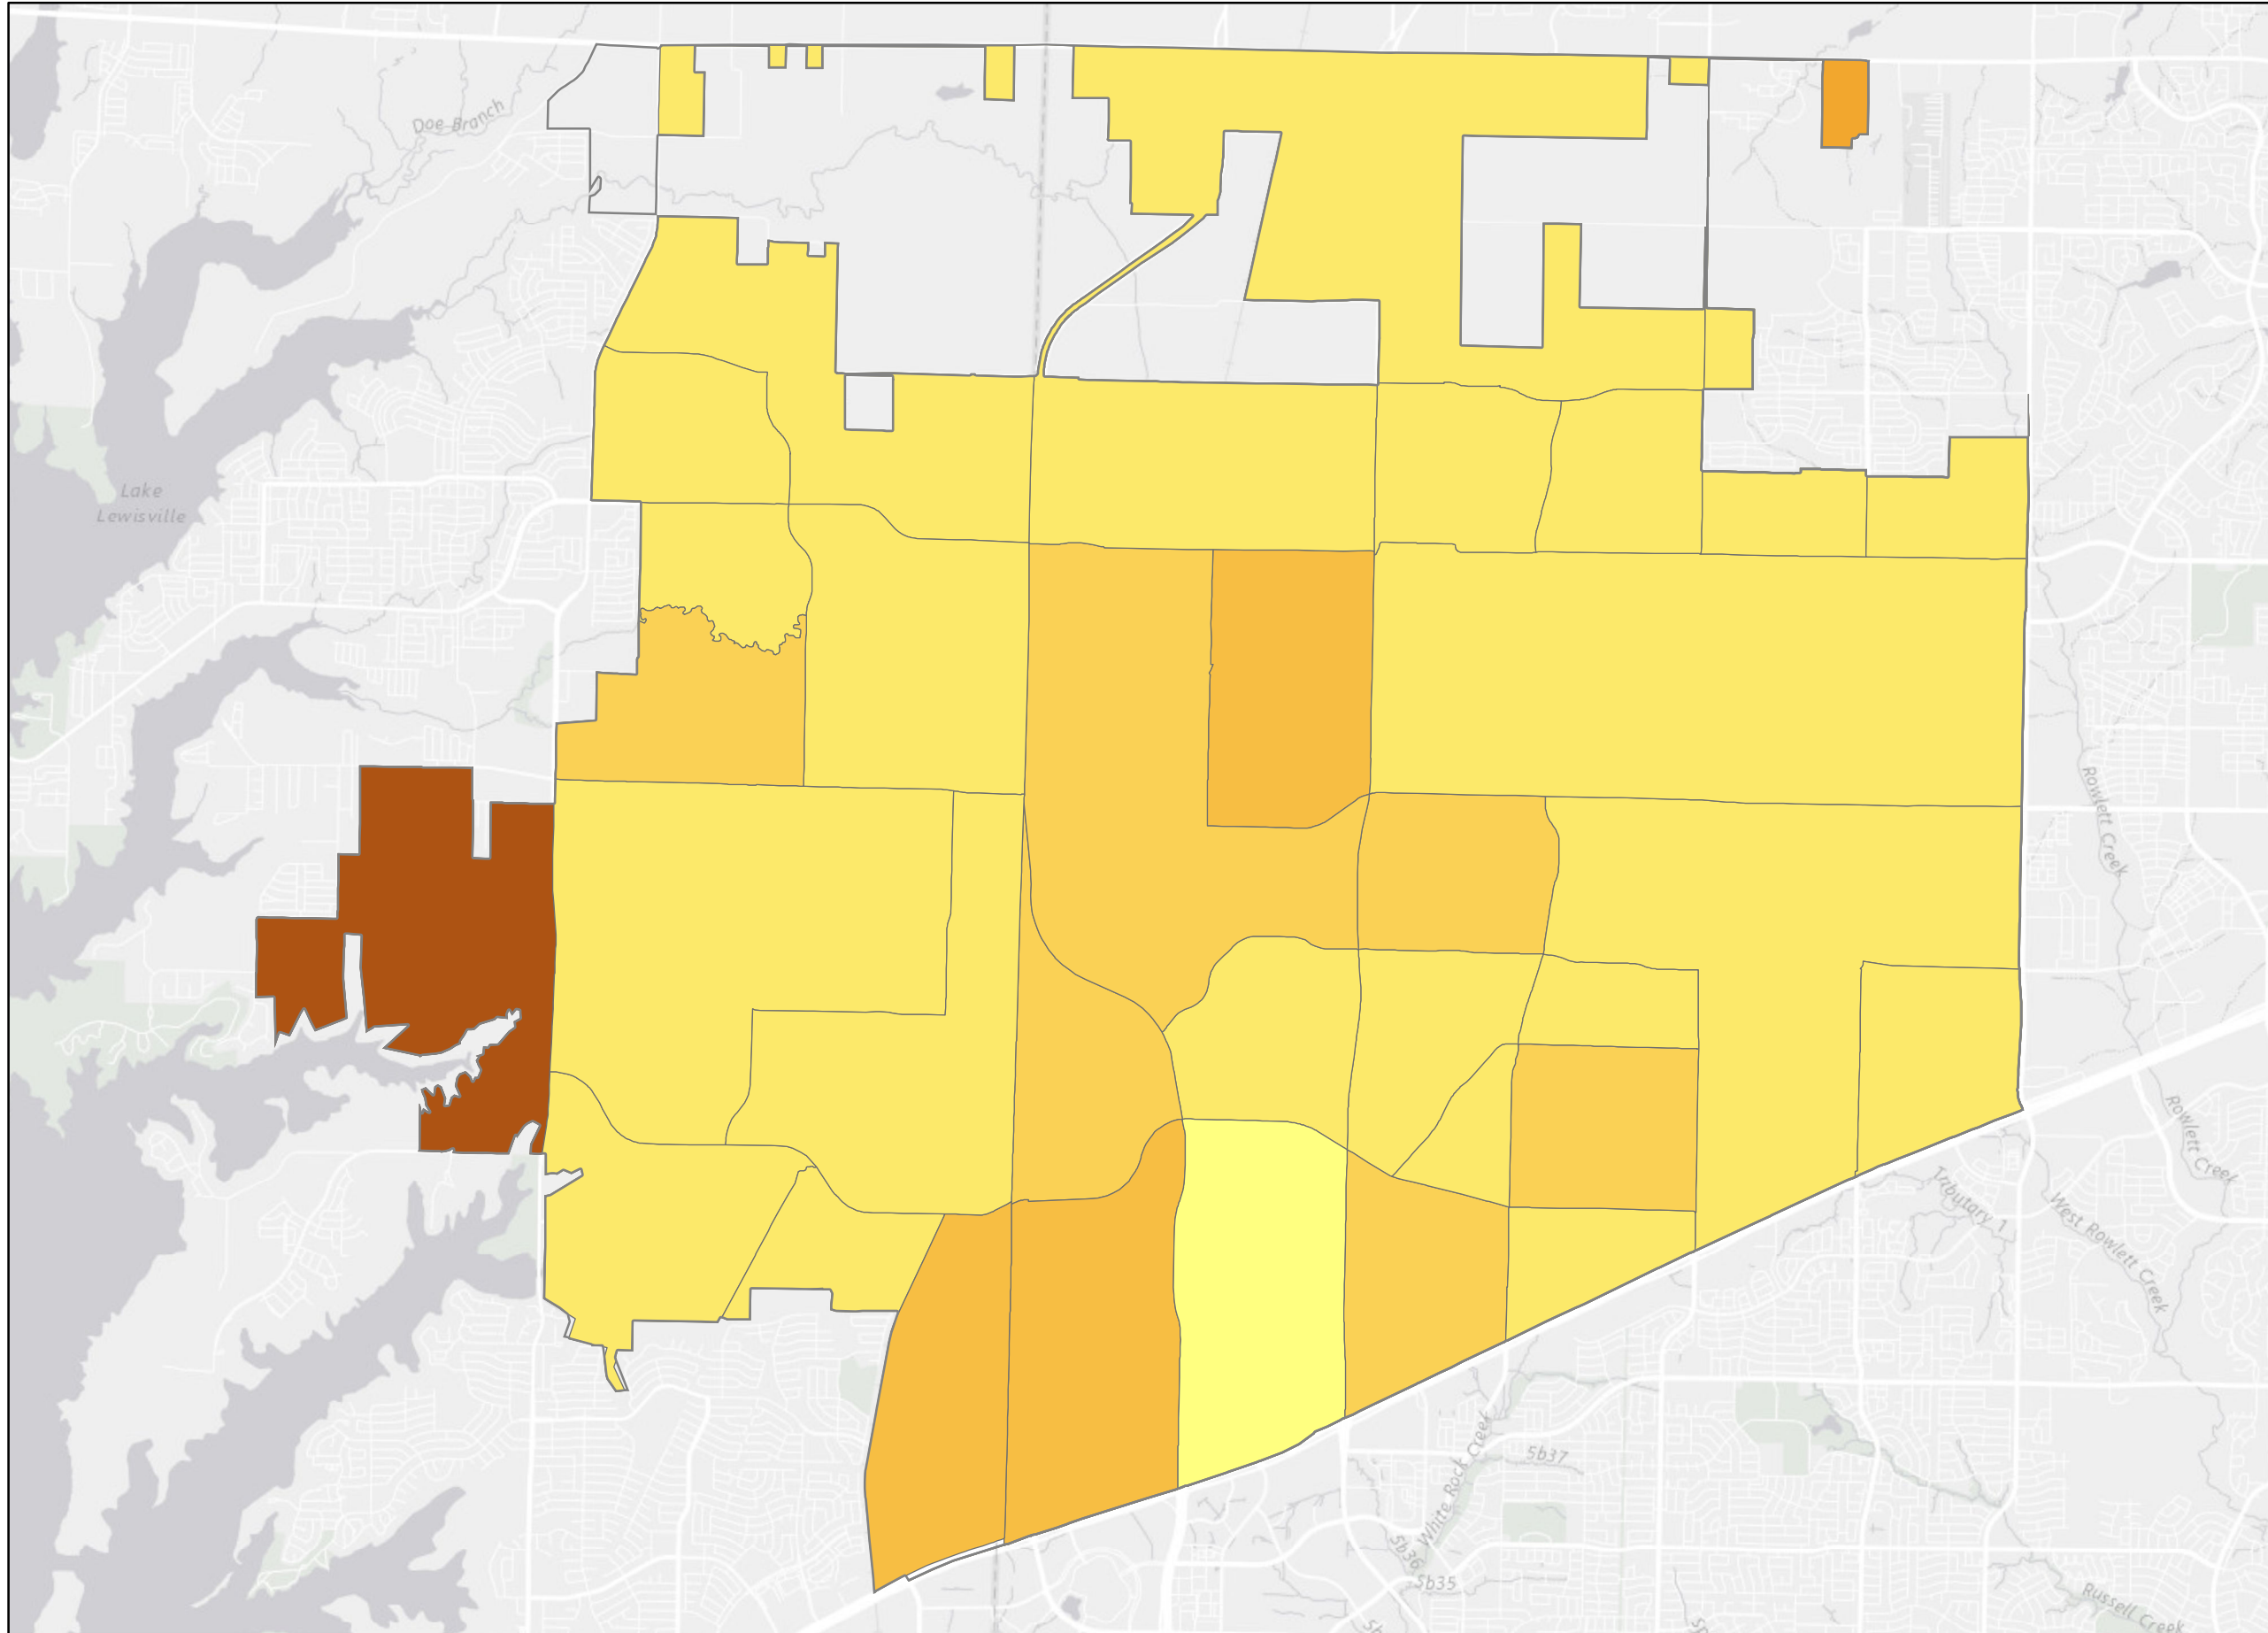 Doe Branch
Lake
Lewisville
Rowlett Creek
Rowlett Creek
Tributary 1
West Rowlett Creek
White Rock Creek
5b37
5b36
5b35
Russell Creek